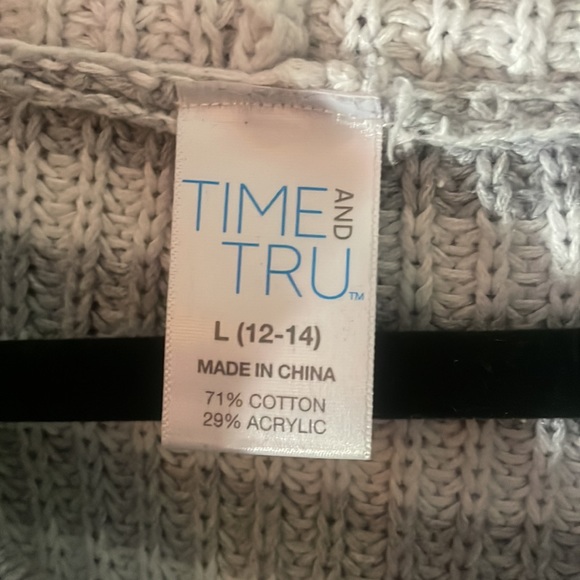 TIME AND
TRU™
L (12-14)
MADE IN CHINA
71% COTTON
29% ACRYLIC